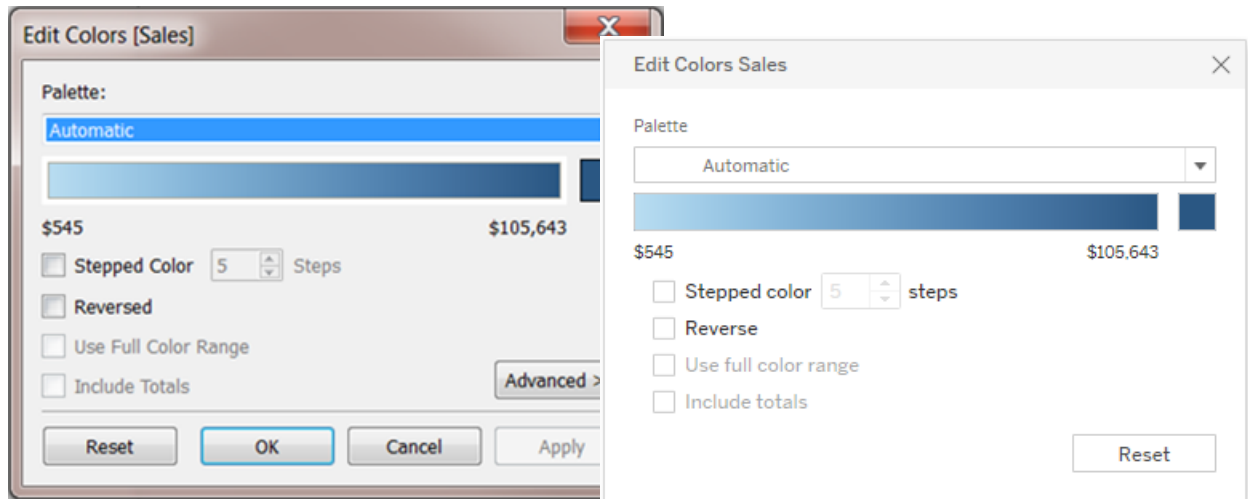 Edit Colors [Sales]
Palette:
Automatic
$545 $105,643
Stepped Color 5 Steps
Reversed
Use Full Color Range
Include Totals
Advanced >
Reset OK Cancel Apply
Edit Colors Sales
Palette
Automatic
$545 $105,643
Stepped color 5 steps
Reverse
Use full color range
Include totals
Reset